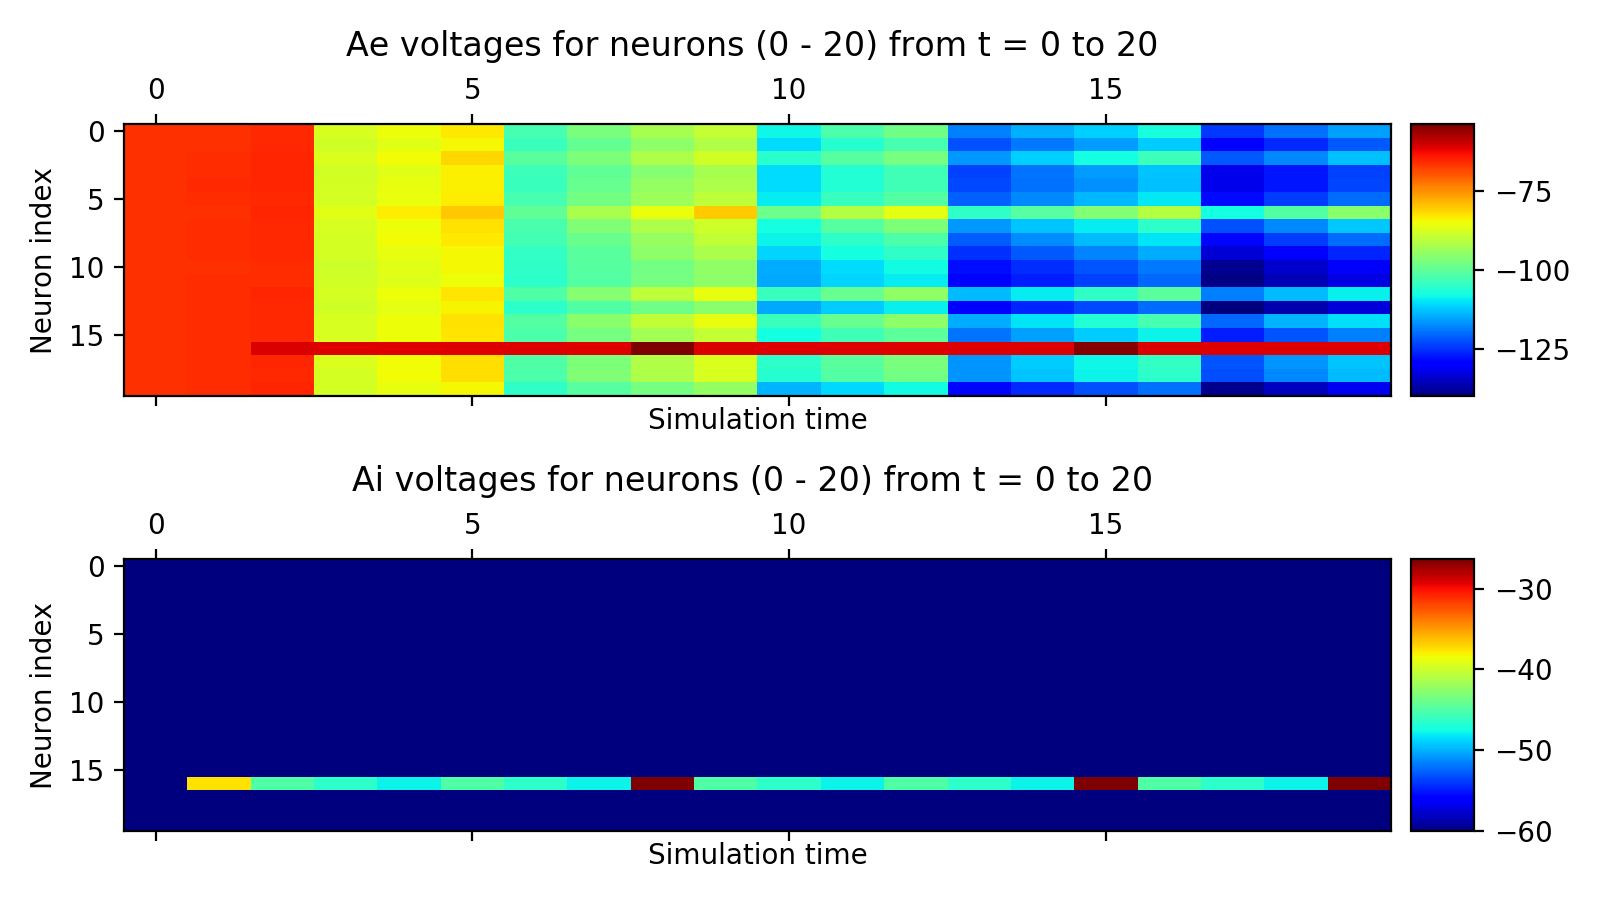 Ae voltages for neurons (0 - 20) from t = 0 to 20
0 5 10 15
Neuron index
0
5
10
15
Simulation time
−75
−100
−125
Ai voltages for neurons (0 - 20) from t = 0 to 20
0 5 10 15
Neuron index
0
5
10
15
Simulation time
−30
−40
−50
−60